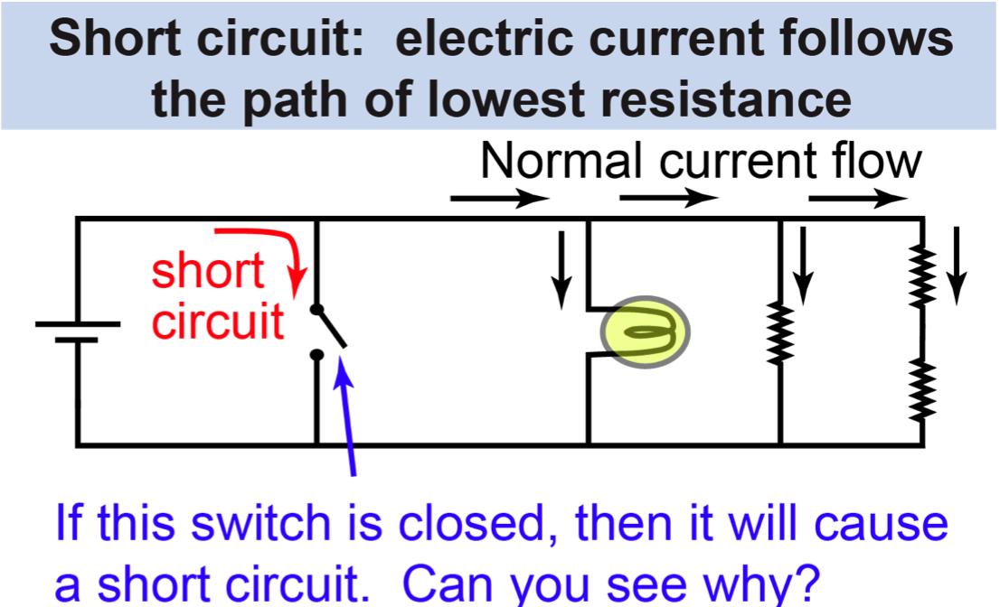 Short circuit: electric current follows
the path of lowest resistance
Normal current flow
short
circuit
If this switch is closed, then it will cause
a short circuit. Can you see why?